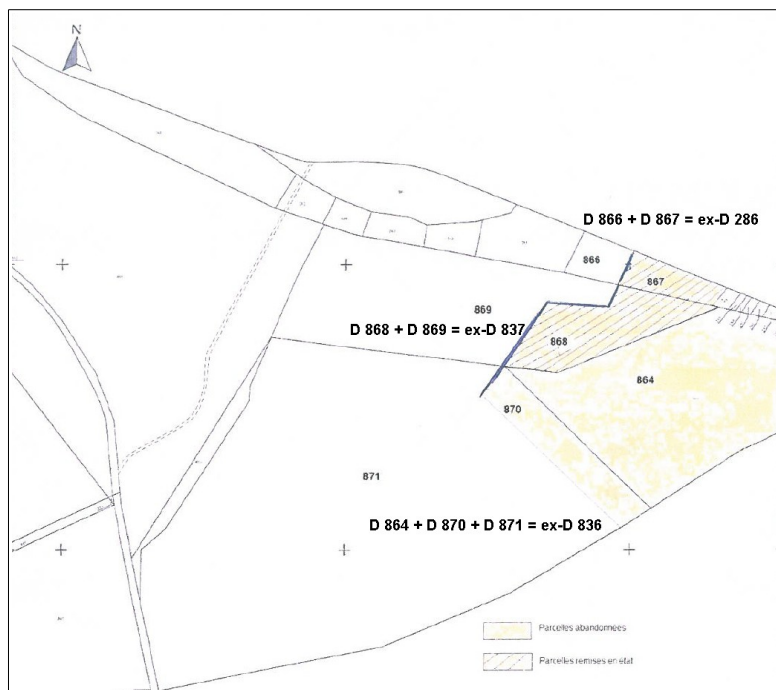 N
D 866 + D 867 = ex-D 286
866
867
869
D 868 + D 869 = ex-D 837
868
864
870
871
D 864 + D 870 + D 871 = ex-D 836
Parcelles abandonnées
Parcelles remises en état